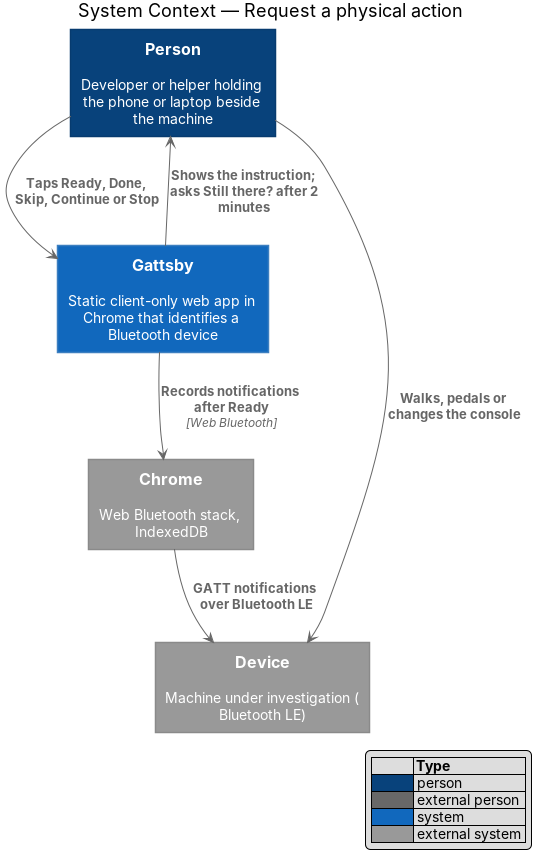 System Context — Request a physical action
Person
Developer or helper holding
the phone or laptop beside
the machine
Taps Ready, Done,
Skip, Continue or Stop
Shows the instruction;
asks Still there? after 2
minutes
Gattsby
Static client-only web app in
Chrome that identifies a
Bluetooth device
Records notifications
after Ready
[Web Bluetooth]
Walks, pedals or
changes the console
Chrome
Web Bluetooth stack,
IndexedDB
GATT notifications
over Bluetooth LE
Device
Machine under investigation (
Bluetooth LE)
Type
person
external person
system
external system